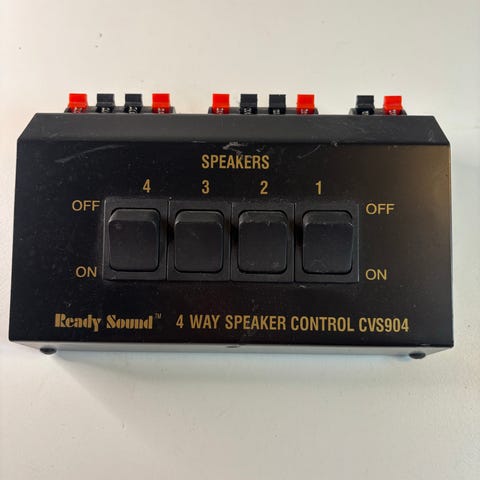 SPEAKERS
4 3 2 1
OFF OFF
ON ON
Ready Sound™ 4 WAY SPEAKER CONTROL CVS904